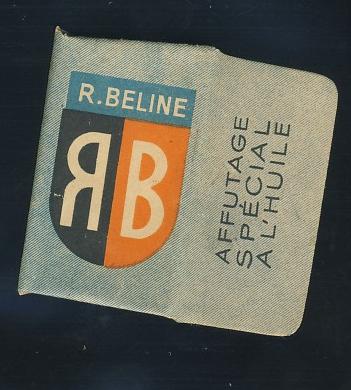 R. BELINE
RB
AFFUTAGE
SPÉCIAL
A L'HUILE